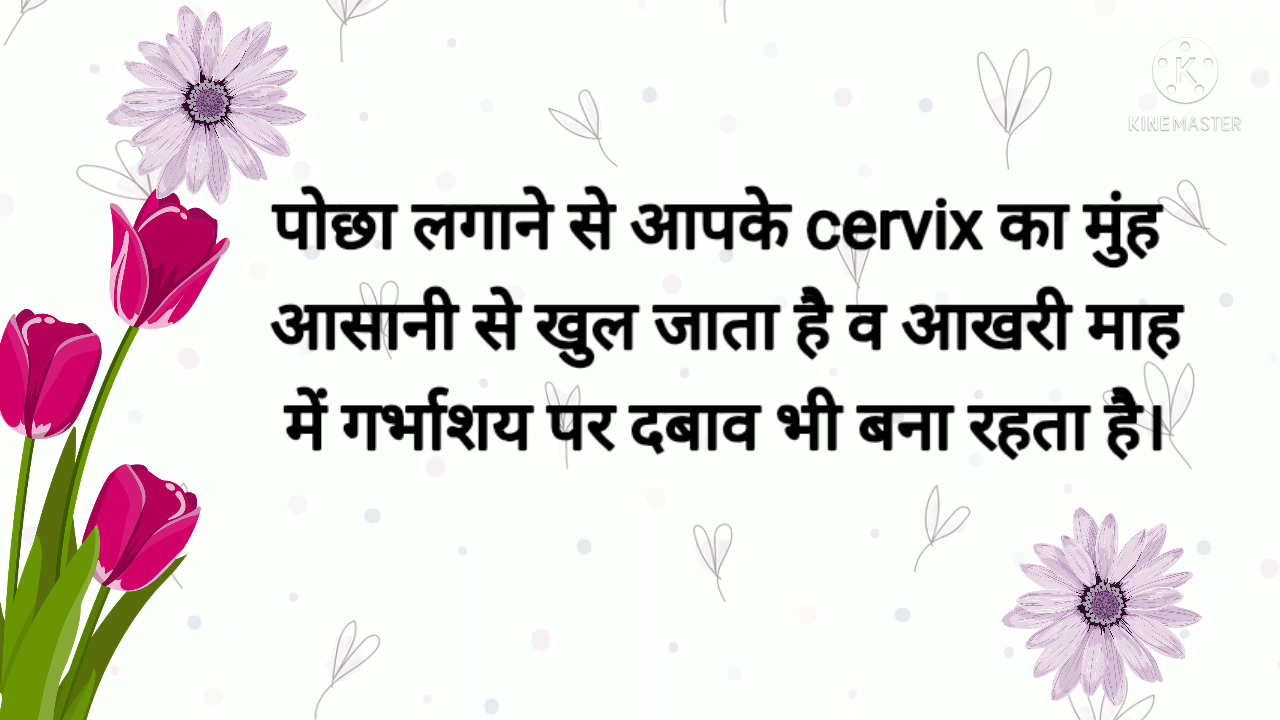 KINEMASTER
पोछा लगाने से आपके cervix का मुंह
आसानी से खुल जाता है व आखरी माह
में गर्भाशय पर दबाव भी बना रहता है।